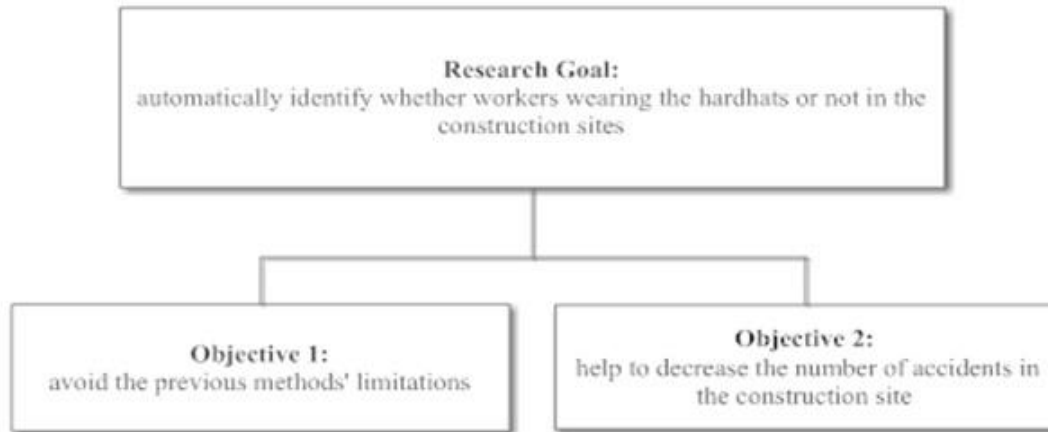 Research Goal:
automatically identify whether workers wearing the hardhats or not in the
construction sites
Objective 1:
avoid the previous methods' limitations
Objective 2:
help to decrease the number of accidents in
the construction site